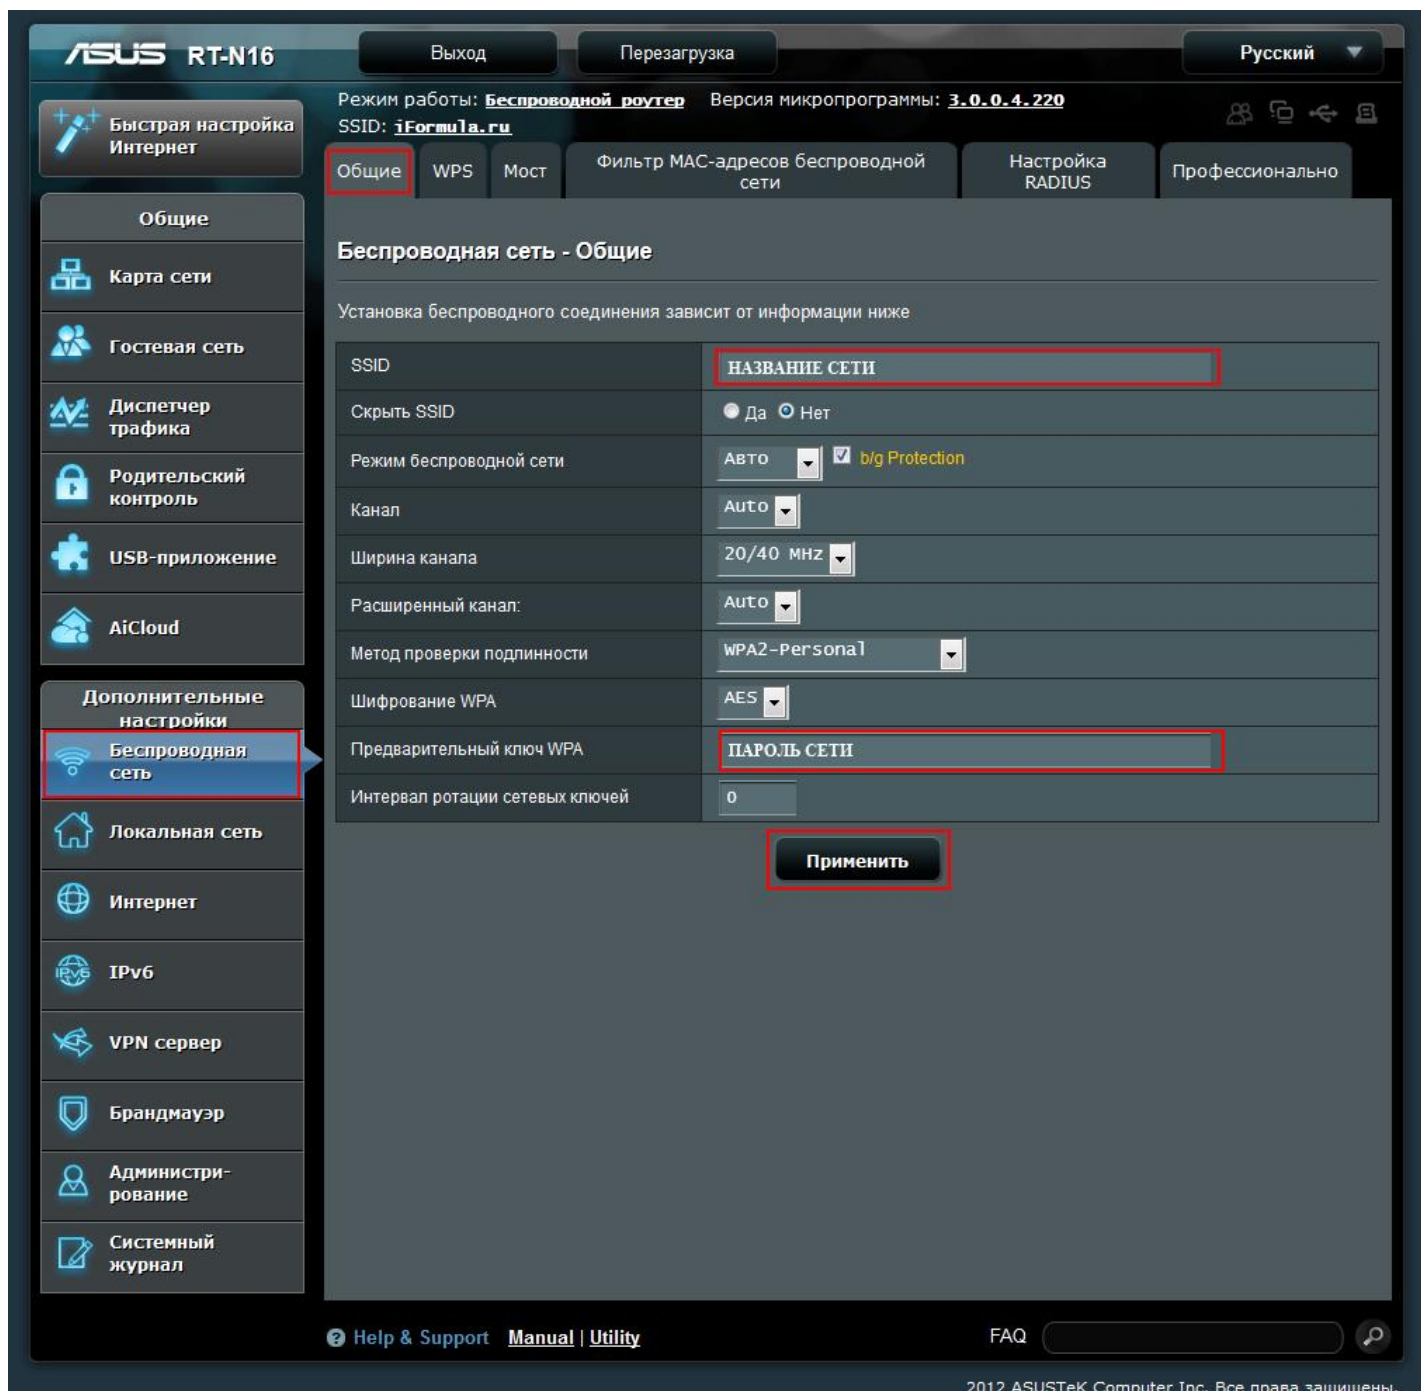 ASUS RT-N16
Выход
Перезагрузка
Русский
Быстрая настройка
Интернет
Режим работы: Беспроводной роутер Версия микропрограммы: 3.0.0.4.220
SSID: iFormula.ru
Общие
WPS
Мост
Фильтр MAC-адресов беспроводной
сети
Настройка
RADIUS
Профессионально
Общие
Карта сети
Гостевая сеть
Диспетчер
трафика
Родительский
контроль
USB-приложение
AiCloud
Дополнительные
настройки
Беспроводная
сеть
Локальная сеть
Интернет
IPv6
IPv6
VPN сервер
Брандмауэр
Администри-
рование
Системный
журнал
Беспроводная сеть - Общие
Установка беспроводного соединения зависит от информации ниже
SSID НАЗВАНИЕ СЕТИ
Скрыть SSID Да Нет
Режим беспроводной сети Авто b/g Protection
Канал Auto
Ширина канала 20/40 MHz
Расширенный канал: Auto
Метод проверки подлинности WPA2-Personal
Шифрование WPA AES
Предварительный ключ WPA ПАРОЛЬ СЕТИ
Интервал ротации сетевых ключей 0
Применить
Help & Support Manual | Utility FAQ
2012 ASUSTeK Computer Inc. Все права защищены.